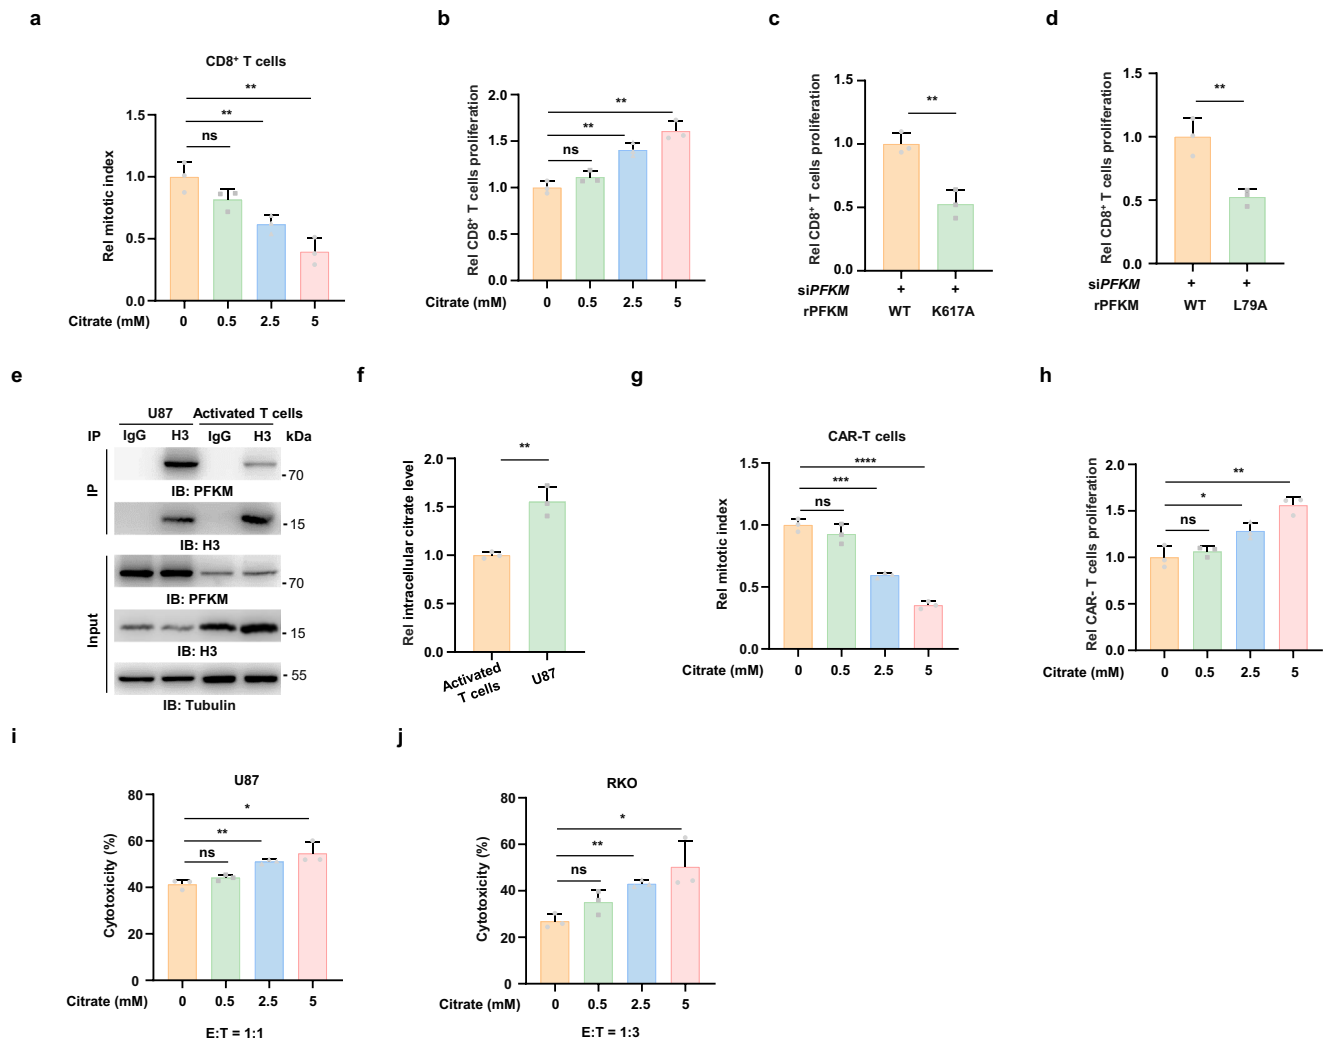 a
CD8⁺ T cells
Rel mitotic index
1.5
1.0
0.5
0.0
**
**
ns
Citrate (mM) 0 0.5 2.5 5
b
Rel CD8⁺ T cells proliferation
2.0
1.5
1.0
0.5
0.0
**
**
ns
Citrate (mM) 0 0.5 2.5 5
c
Rel CD8⁺ T cells proliferation
1.5
1.0
0.5
0.0
**
siPFKM + +
rPFKM WT K617A
d
Rel CD8⁺ T cells proliferation
1.5
1.0
0.5
0.0
**
siPFKM + +
rPFKM WT L79A
e
U87 Activated T cells
IP IgG H3 IgG H3 kDa
IP
- 70
IB: PFKM
- 15
IB: H3
Input
- 70
IB: PFKM
- 15
IB: H3
- 55
IB: Tubulin
f
Rel intracellular citrate level
2.0
1.5
1.0
0.5
0.0
**
Activated
T cells
U87
g
CAR-T cells
Rel mitotic index
1.5
1.0
0.5
0.0
****
***
ns
Citrate (mM) 0 0.5 2.5 5
h
Rel CAR- T cells proliferation
2.0
1.5
1.0
0.5
0.0
**
*
ns
Citrate (mM) 0 0.5 2.5 5
i
U87
Cytotoxicity (%)
80
60
40
20
0
*
**
ns
Citrate (mM) 0 0.5 2.5 5
E:T = 1:1
j
RKO
Cytotoxicity (%)
80
60
40
20
0
*
**
ns
Citrate (mM) 0 0.5 2.5 5
E:T = 1:3